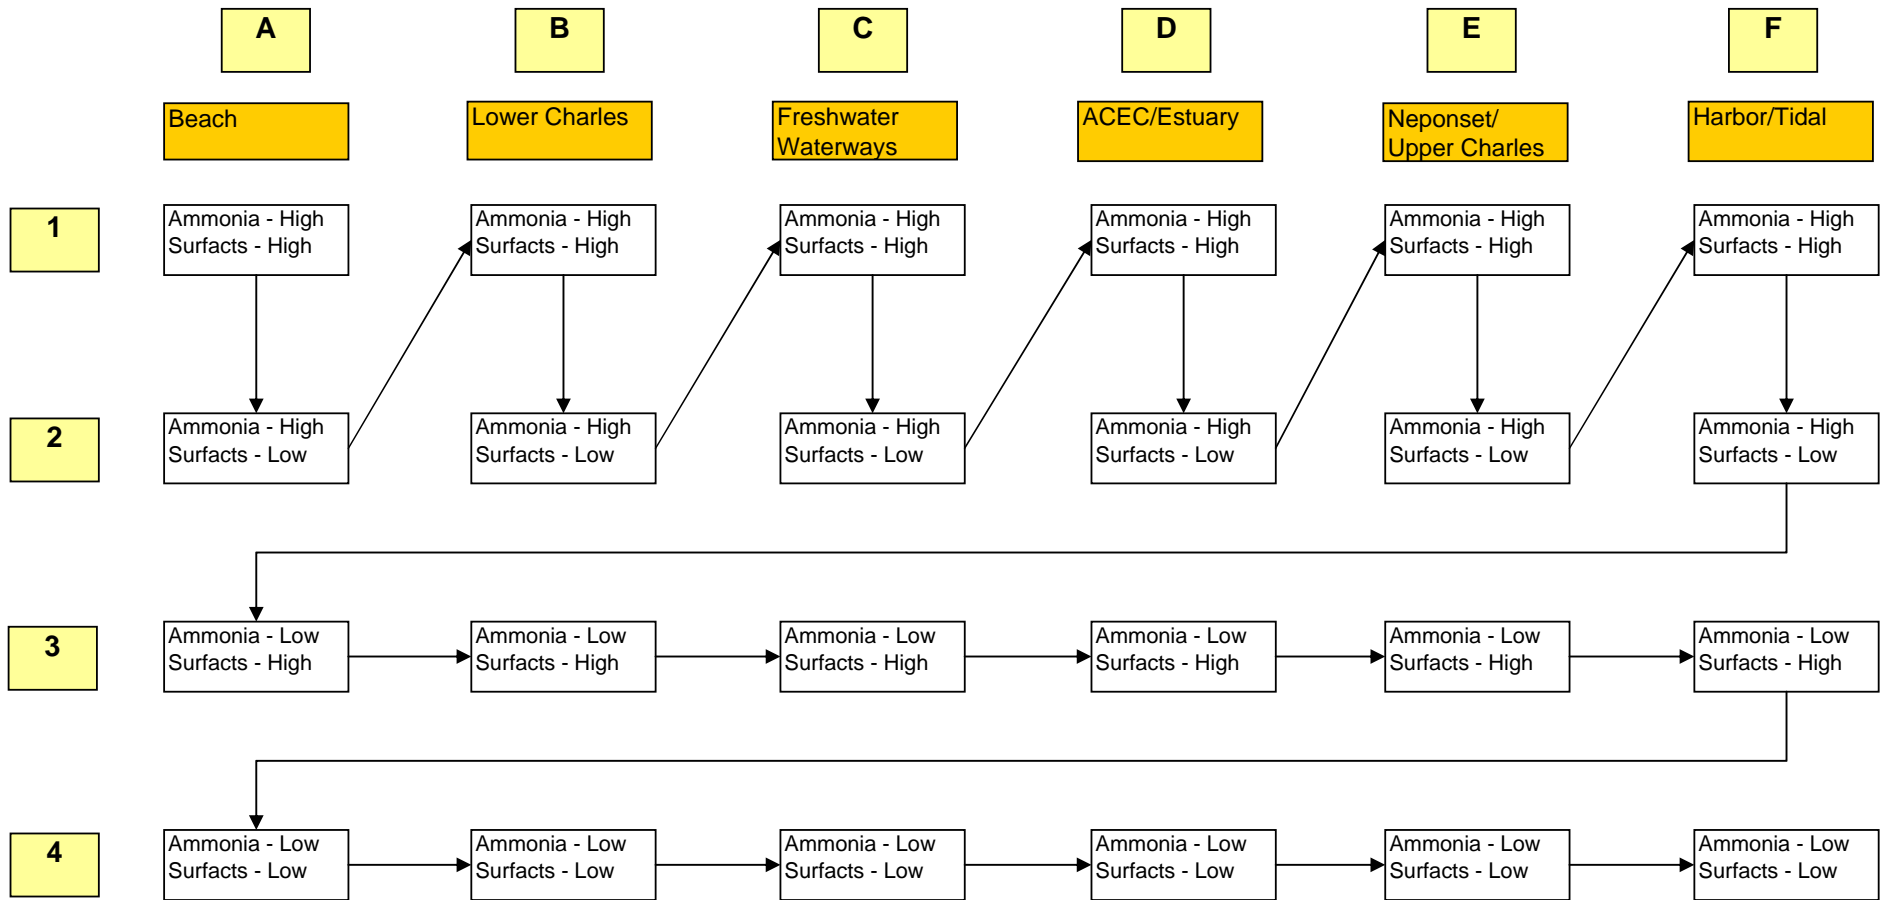 A
B
C
D
E
F
Beach
Lower Charles
Freshwater
Waterways
ACEC/Estuary
Neponset/
Upper Charles
Harbor/Tidal
1
Ammonia - High
Surfacts - High
Ammonia - High
Surfacts - High
Ammonia - High
Surfacts - High
Ammonia - High
Surfacts - High
Ammonia - High
Surfacts - High
Ammonia - High
Surfacts - High
2
Ammonia - High
Surfacts - Low
Ammonia - High
Surfacts - Low
Ammonia - High
Surfacts - Low
Ammonia - High
Surfacts - Low
Ammonia - High
Surfacts - Low
Ammonia - High
Surfacts - Low
3
Ammonia - Low
Surfacts - High
Ammonia - Low
Surfacts - High
Ammonia - Low
Surfacts - High
Ammonia - Low
Surfacts - High
Ammonia - Low
Surfacts - High
Ammonia - Low
Surfacts - High
4
Ammonia - Low
Surfacts - Low
Ammonia - Low
Surfacts - Low
Ammonia - Low
Surfacts - Low
Ammonia - Low
Surfacts - Low
Ammonia - Low
Surfacts - Low
Ammonia - Low
Surfacts - Low